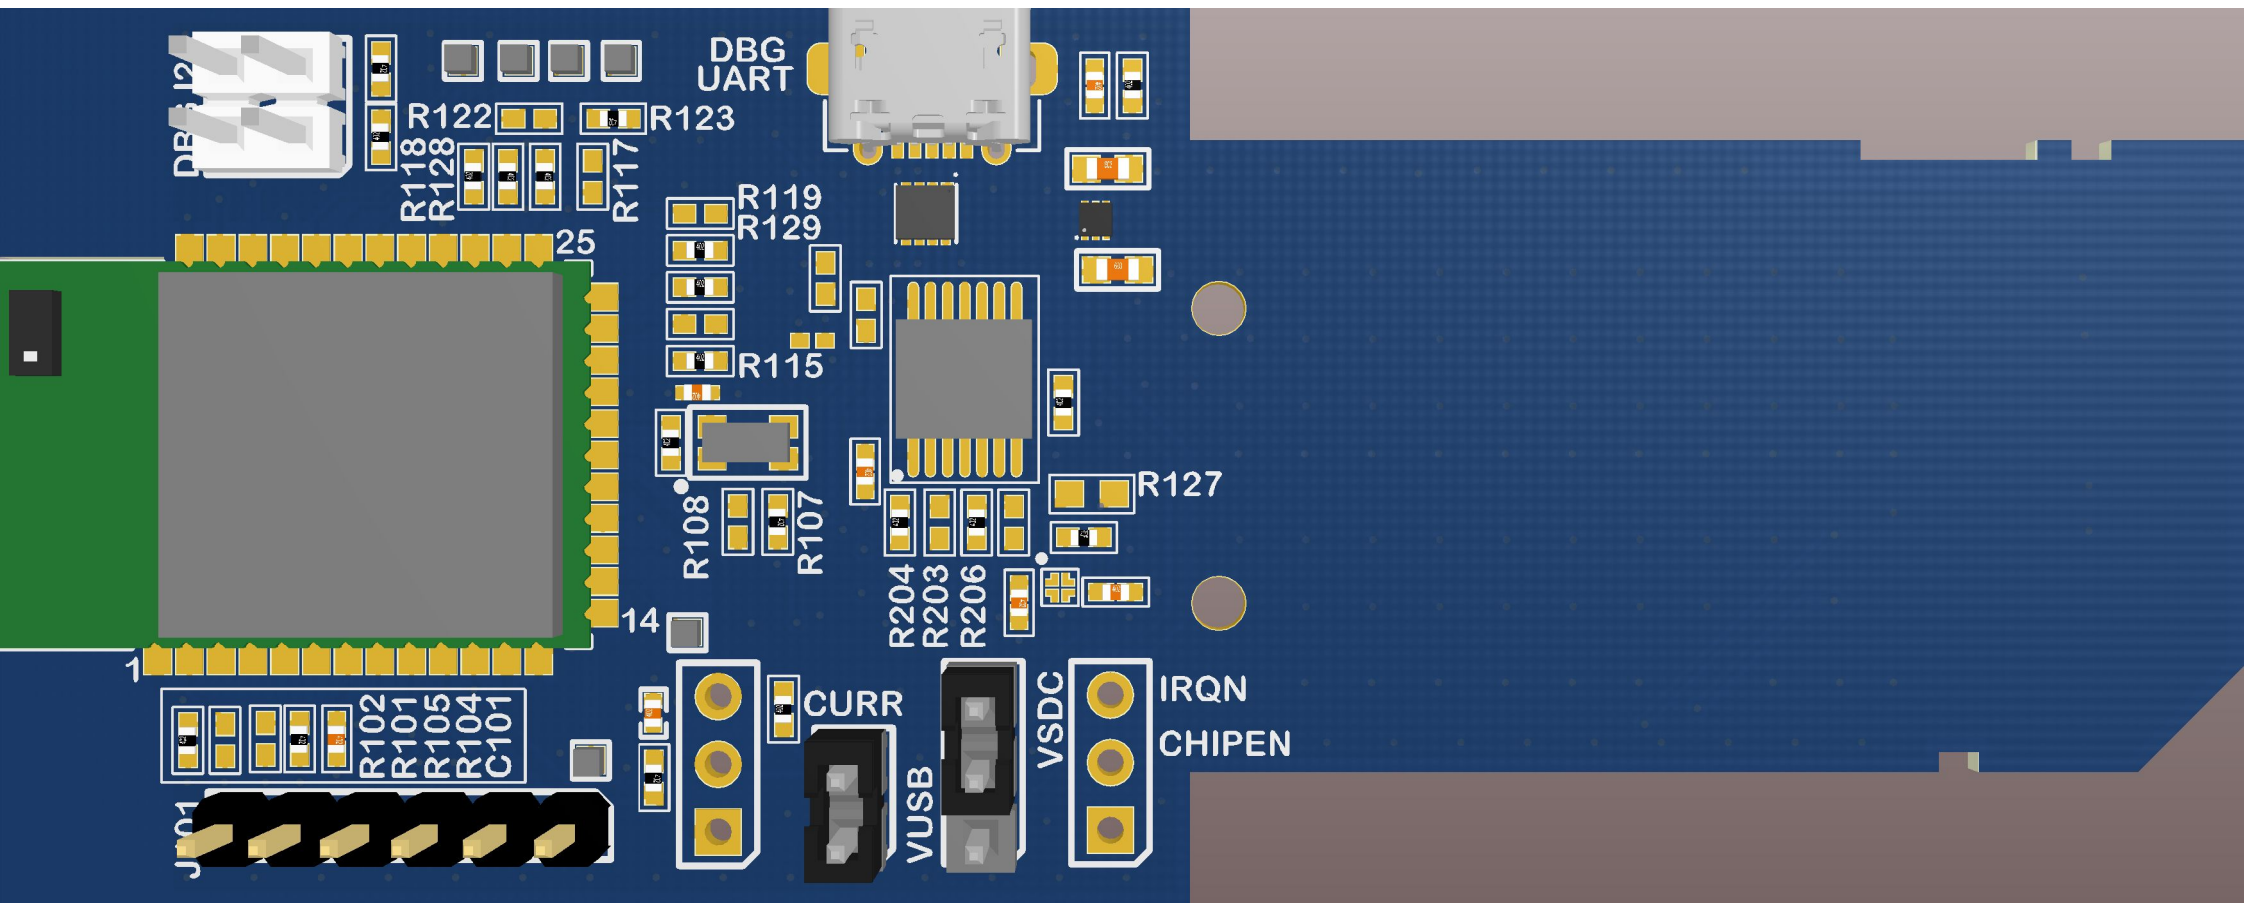 DBG
UART
R122
R123
R118
R128
R117
R119
R129
25
R115
R127
R108
R107
R204
R203
R206
14
1
R102
R101
R105
R104
C101
CURR
VUSB
VSDC
IRQN
CHIPEN